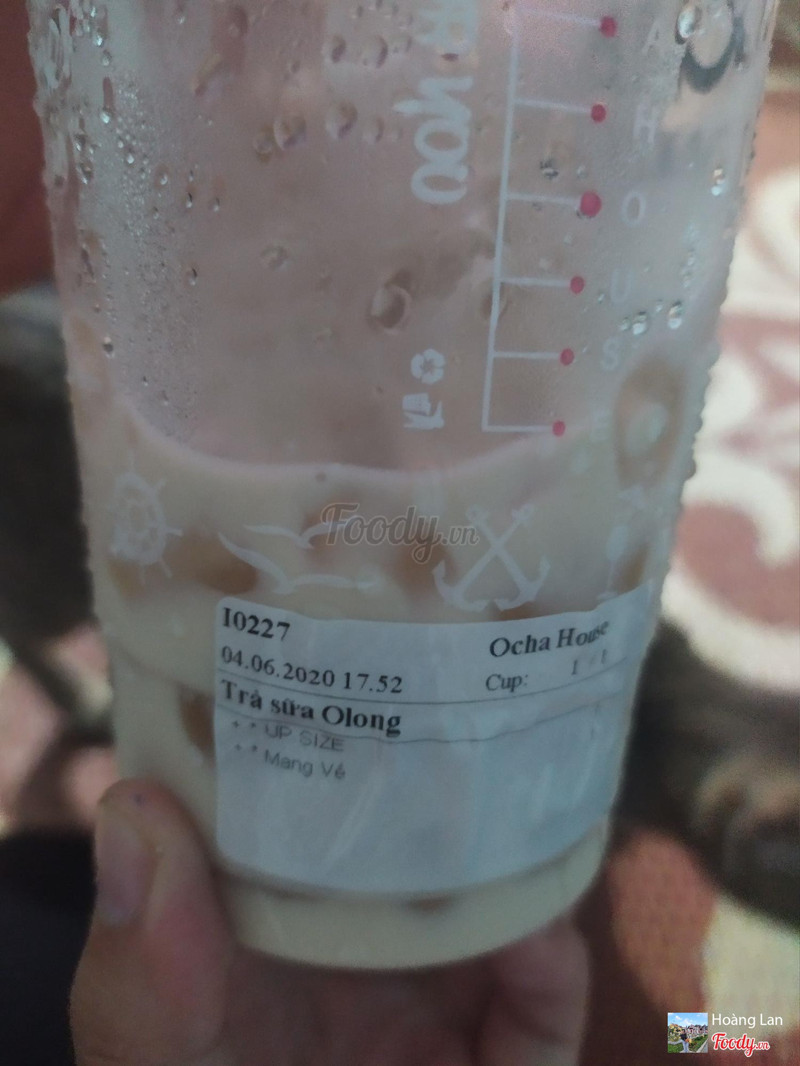 YOU
A
H
O
U
S
Foody.vn
I0227
Ocha House
04.06.2020 17.52
Cup: 1 / 1
Trà sữa Olong
+ * UP SIZE
+ * Mang Về
Hoàng Lan
Foody.vn